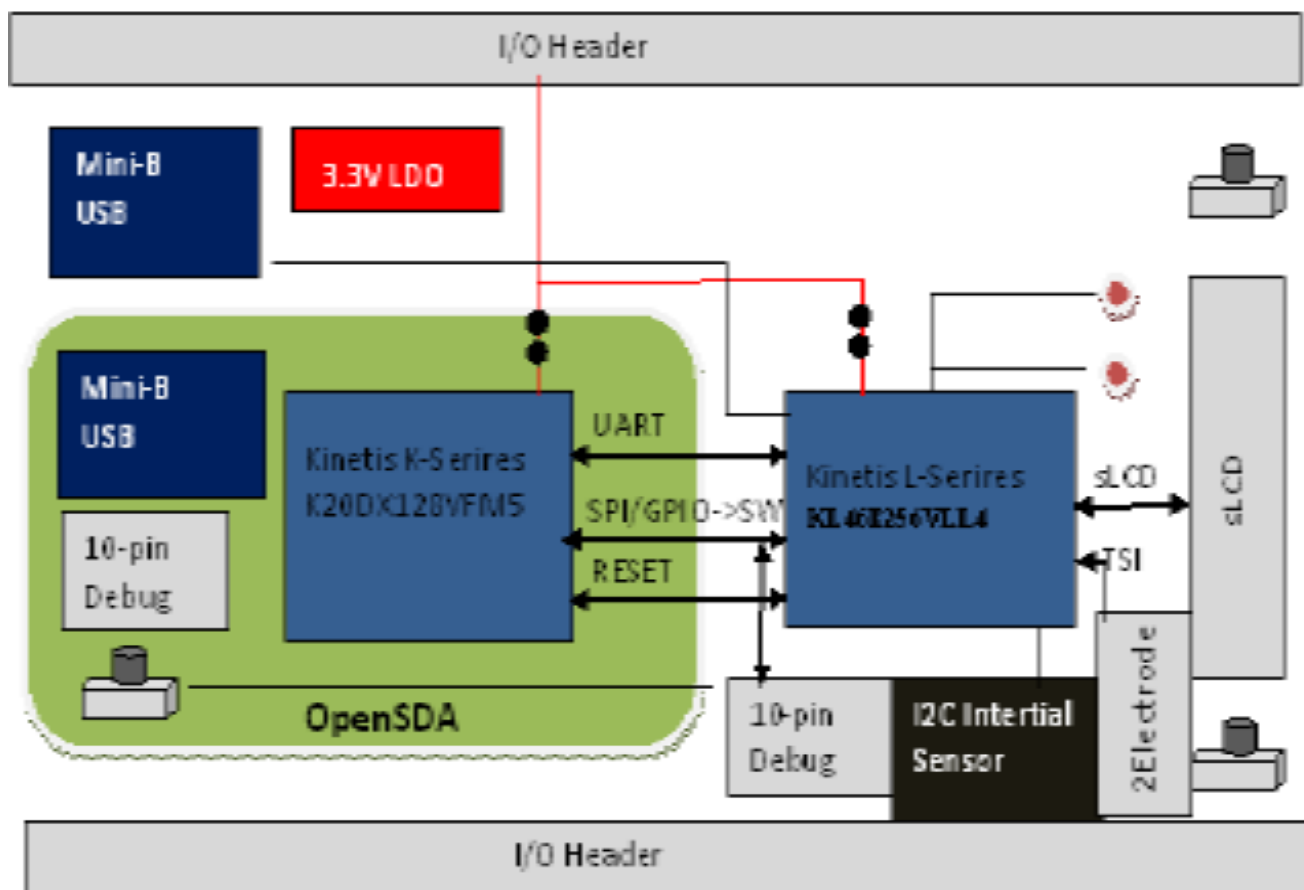 I/O Header
Mini-B
USB
3.3V LDO
Mini-B
USB
Kinetis K-Serires
K20DX128VFM5
10-pin
Debug
OpenSDA
UART
SPI/GPIO->SW
RESET
Kinetis L-Serires
KL46Z256VLL4
sLCD
TSI
sLCD
10-pin
Debug
I2C Intertial
Sensor
2Electrode
I/O Header